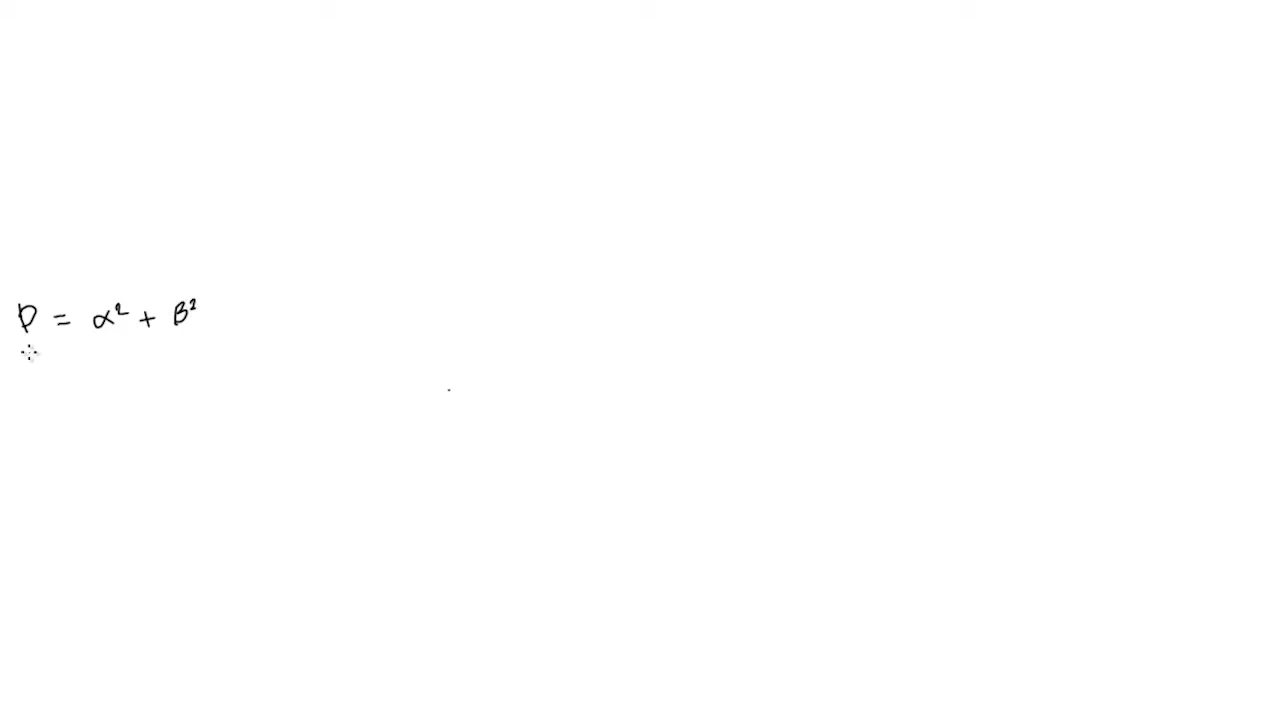 p = α² + β²